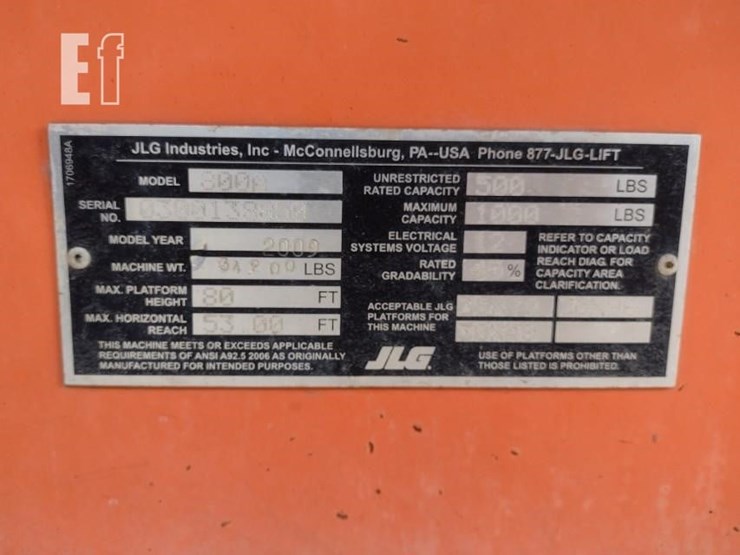 Ef
JLG Industries, Inc - McConnellsburg, PA--USA Phone 877-JLG-LIFT
1706948A
MODEL
SERIAL NO.
MODEL YEAR 2009
MACHINE WT. LBS
MAX. PLATFORM HEIGHT 80 FT
MAX. HORIZONTAL REACH 53.00 FT
THIS MACHINE MEETS OR EXCEEDS APPLICABLE
REQUIREMENTS OF ANSI A92.5 2006 AS ORIGINALLY
MANUFACTURED FOR INTENDED PURPOSES.
UNRESTRICTED RATED CAPACITY 500 LBS
MAXIMUM CAPACITY 1000 LBS
ELECTRICAL SYSTEMS VOLTAGE 12
RATED GRADABILITY %
REFER TO CAPACITY
INDICATOR OR LOAD
REACH DIAG. FOR
CAPACITY AREA
CLARIFICATION.
ACCEPTABLE JLG
PLATFORMS FOR
THIS MACHINE
JLG
USE OF PLATFORMS OTHER THAN
THOSE LISTED IS PROHIBITED.